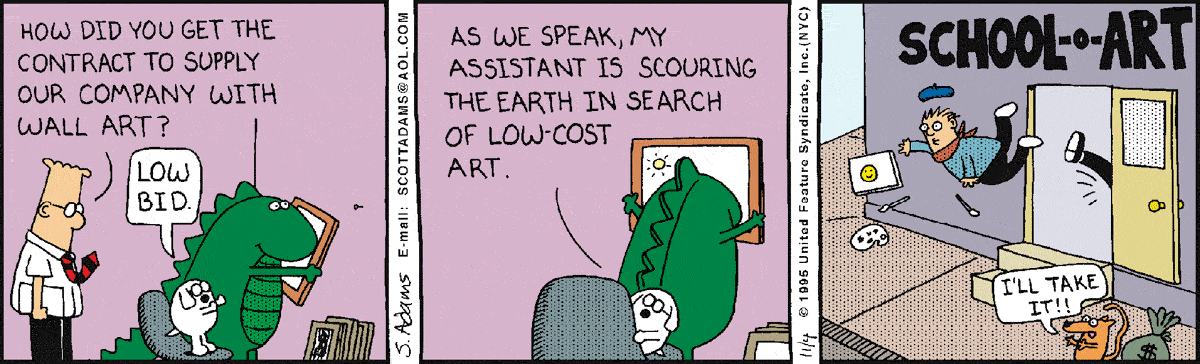 HOW DID YOU GET THE
CONTRACT TO SUPPLY
OUR COMPANY WITH
WALL ART?
LOW
BID.
?
S. Adams E-mail: SCOTTADAMS@AOL.COM
AS WE SPEAK, MY
ASSISTANT IS SCOURING
THE EARTH IN SEARCH
OF LOW-COST
ART.
11/4 © 1995 United Feature Syndicate, Inc.(NYC)
SCHOOL-O-ART
I'LL TAKE
IT!!
$